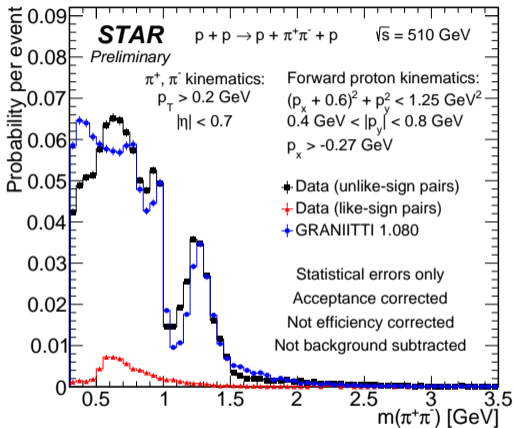 STAR
Preliminary
p + p → p + π⁺π⁻ + p
√s = 510 GeV
π⁺, π⁻ kinematics:
p_T > 0.2 GeV
|η| < 0.7
Forward proton kinematics:
(p_x + 0.6)² + p_y² < 1.25 GeV²
0.4 GeV < |p_y| < 0.8 GeV
p_x > -0.27 GeV
Data (unlike-sign pairs)
Data (like-sign pairs)
GRANIITTI 1.080
Statistical errors only
Acceptance corrected
Not efficiency corrected
Not background subtracted
Probability per event
0.09
0.08
0.07
0.06
0.05
0.04
0.03
0.02
0.01
0
0.5
1
1.5
2
2.5
3
3.5
m(π⁺π⁻) [GeV]